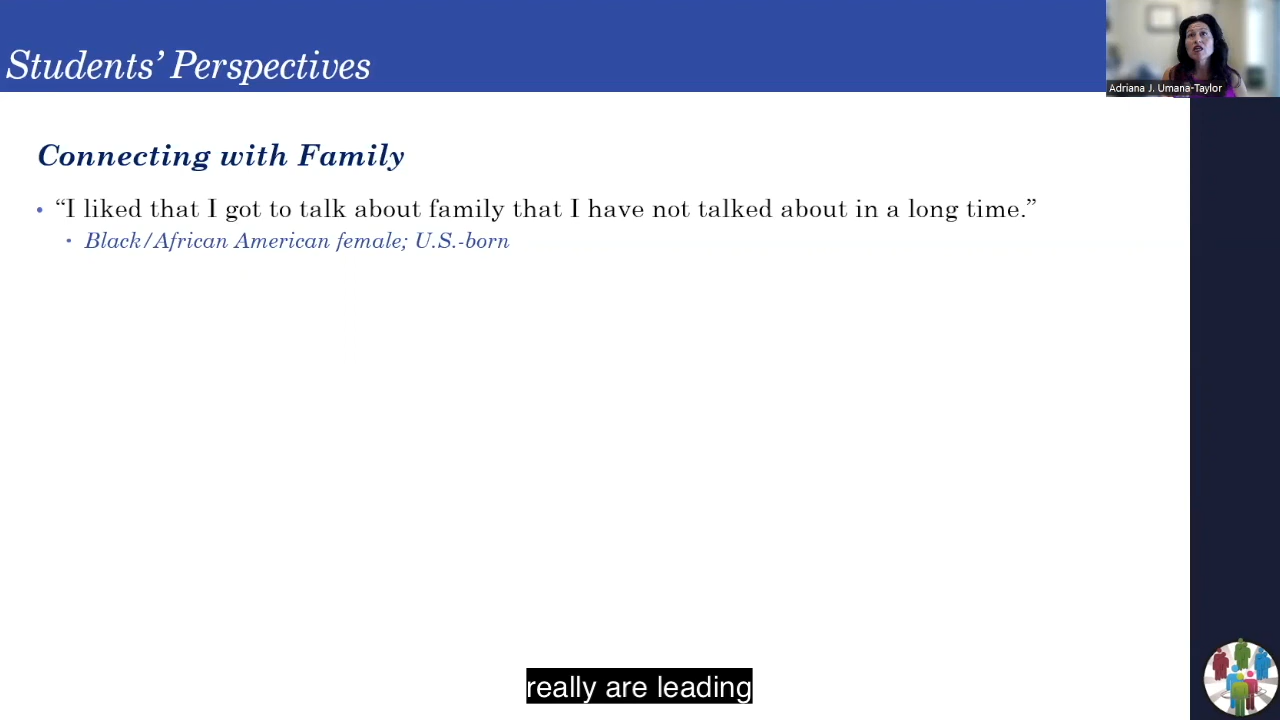 Students’ Perspectives
Adriana J. Umana-Taylor
Connecting with Family
• “I liked that I got to talk about family that I have not talked about in a long time.”
• Black/African American female; U.S.-born
really are leading